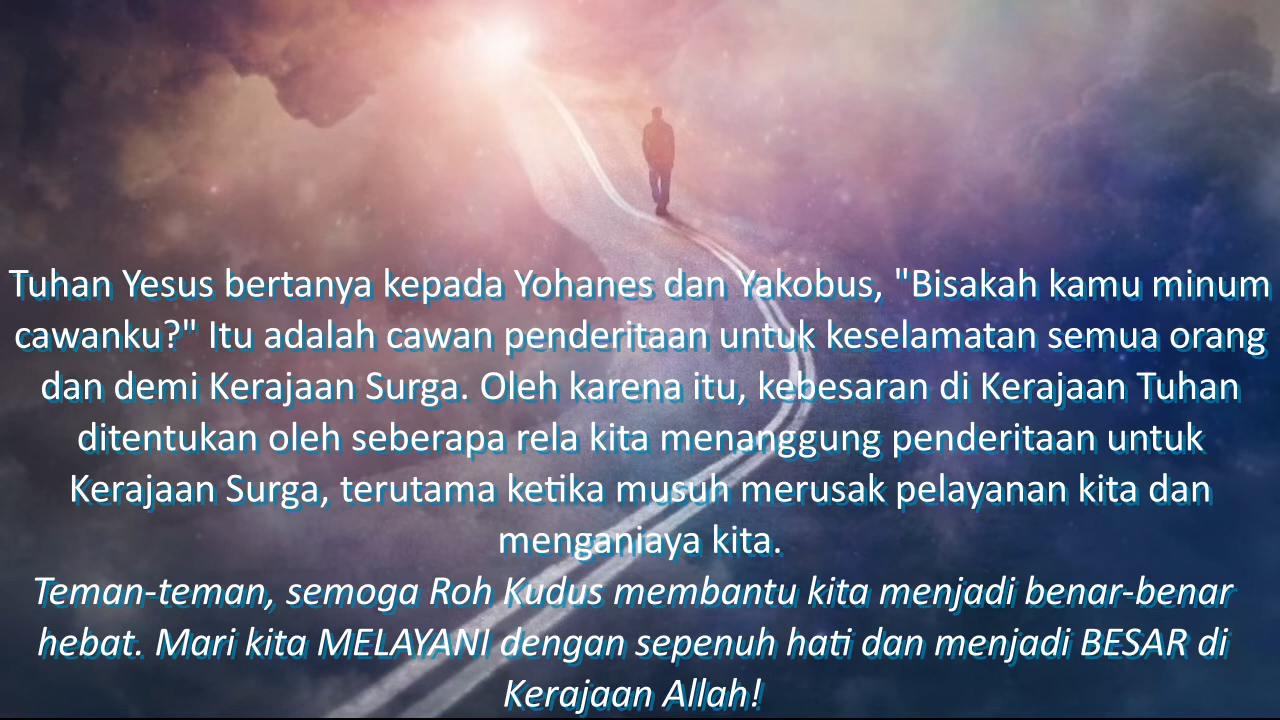 Tuhan Yesus bertanya kepada Yohanes dan Yakobus, "Bisakah kamu minum
cawanku?" Itu adalah cawan penderitaan untuk keselamatan semua orang
dan demi Kerajaan Surga. Oleh karena itu, kebesaran di Kerajaan Tuhan
ditentukan oleh seberapa rela kita menanggung penderitaan untuk
Kerajaan Surga, terutama ketika musuh merusak pelayanan kita dan
menganiaya kita.
Teman-teman, semoga Roh Kudus membantu kita menjadi benar-benar
hebat. Mari kita MELAYANI dengan sepenuh hati dan menjadi BESAR di
Kerajaan Allah!